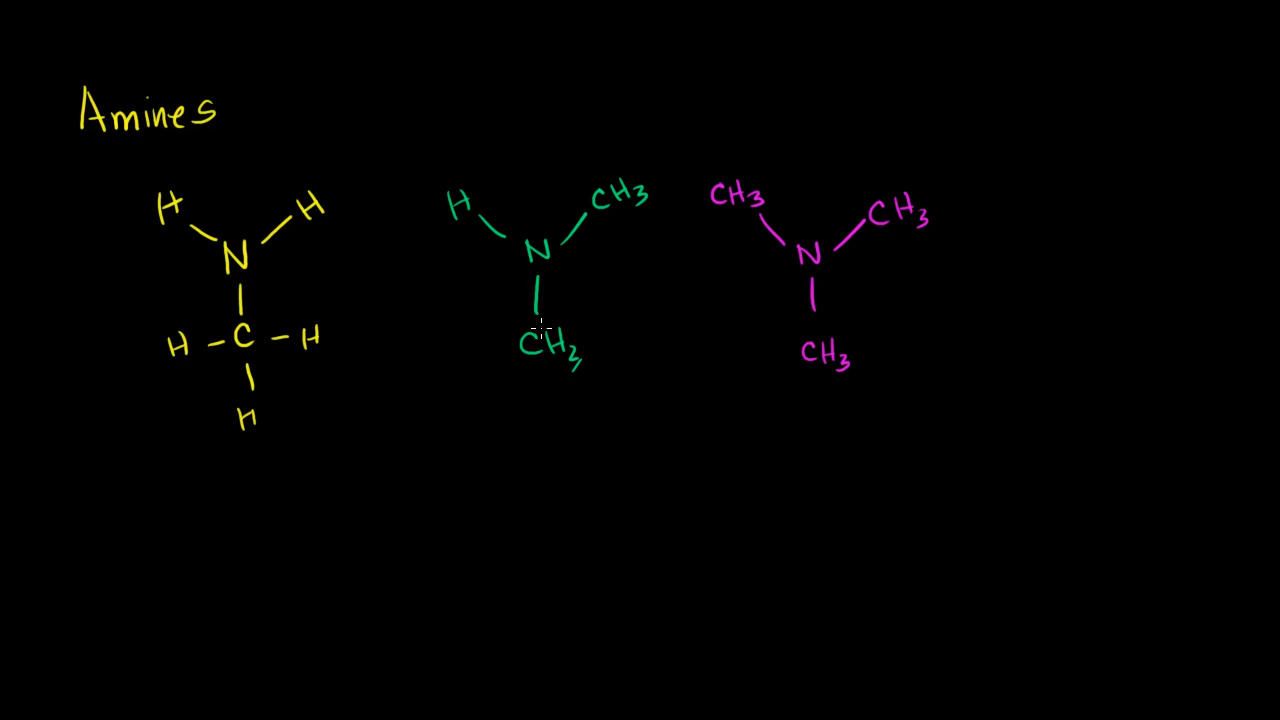 Amines
H H H CH3 CH3 CH3
N N N
H - C - H CH3 CH3
H